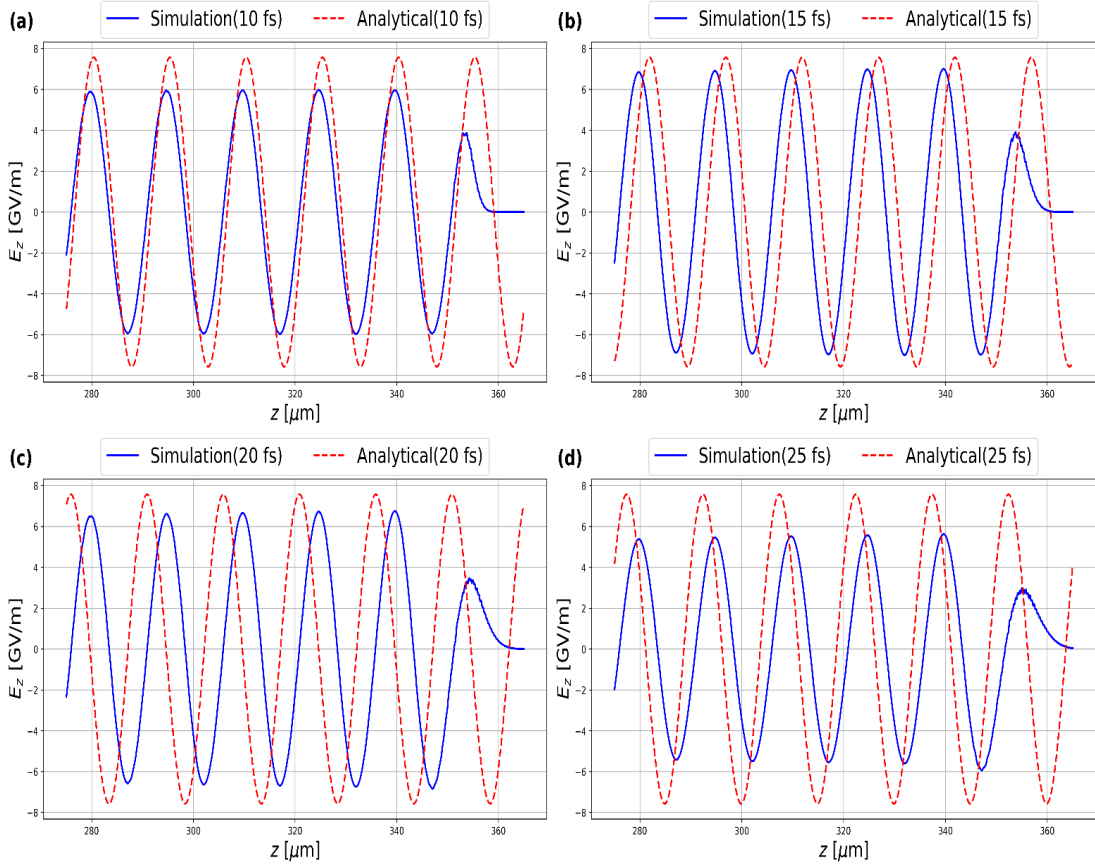 (a) Simulation(10 fs) Analytical(10 fs)
8
6
4
2
0
−2
−4
−6
−8
E_z [GV/m]
280 300 320 340 360
z [μm]
(b) Simulation(15 fs) Analytical(15 fs)
8
6
4
2
0
−2
−4
−6
−8
E_z [GV/m]
280 300 320 340 360
z [μm]
(c) Simulation(20 fs) Analytical(20 fs)
8
6
4
2
0
−2
−4
−6
−8
E_z [GV/m]
280 300 320 340 360
z [μm]
(d) Simulation(25 fs) Analytical(25 fs)
8
6
4
2
0
−2
−4
−6
−8
E_z [GV/m]
280 300 320 340 360
z [μm]